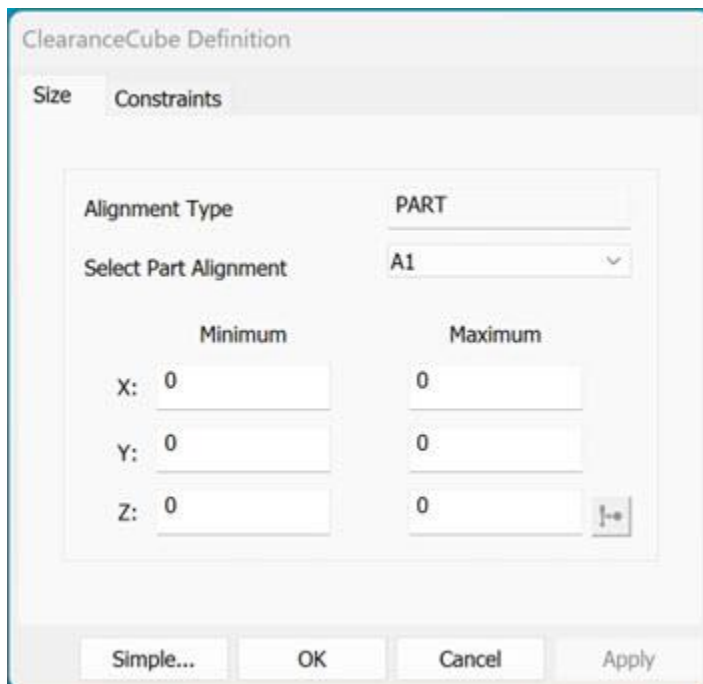 ClearanceCube Definition
Size Constraints
Alignment Type PART
Select Part Alignment A1
Minimum Maximum
X: 0 0
Y: 0 0
Z: 0 0
Simple... OK Cancel Apply